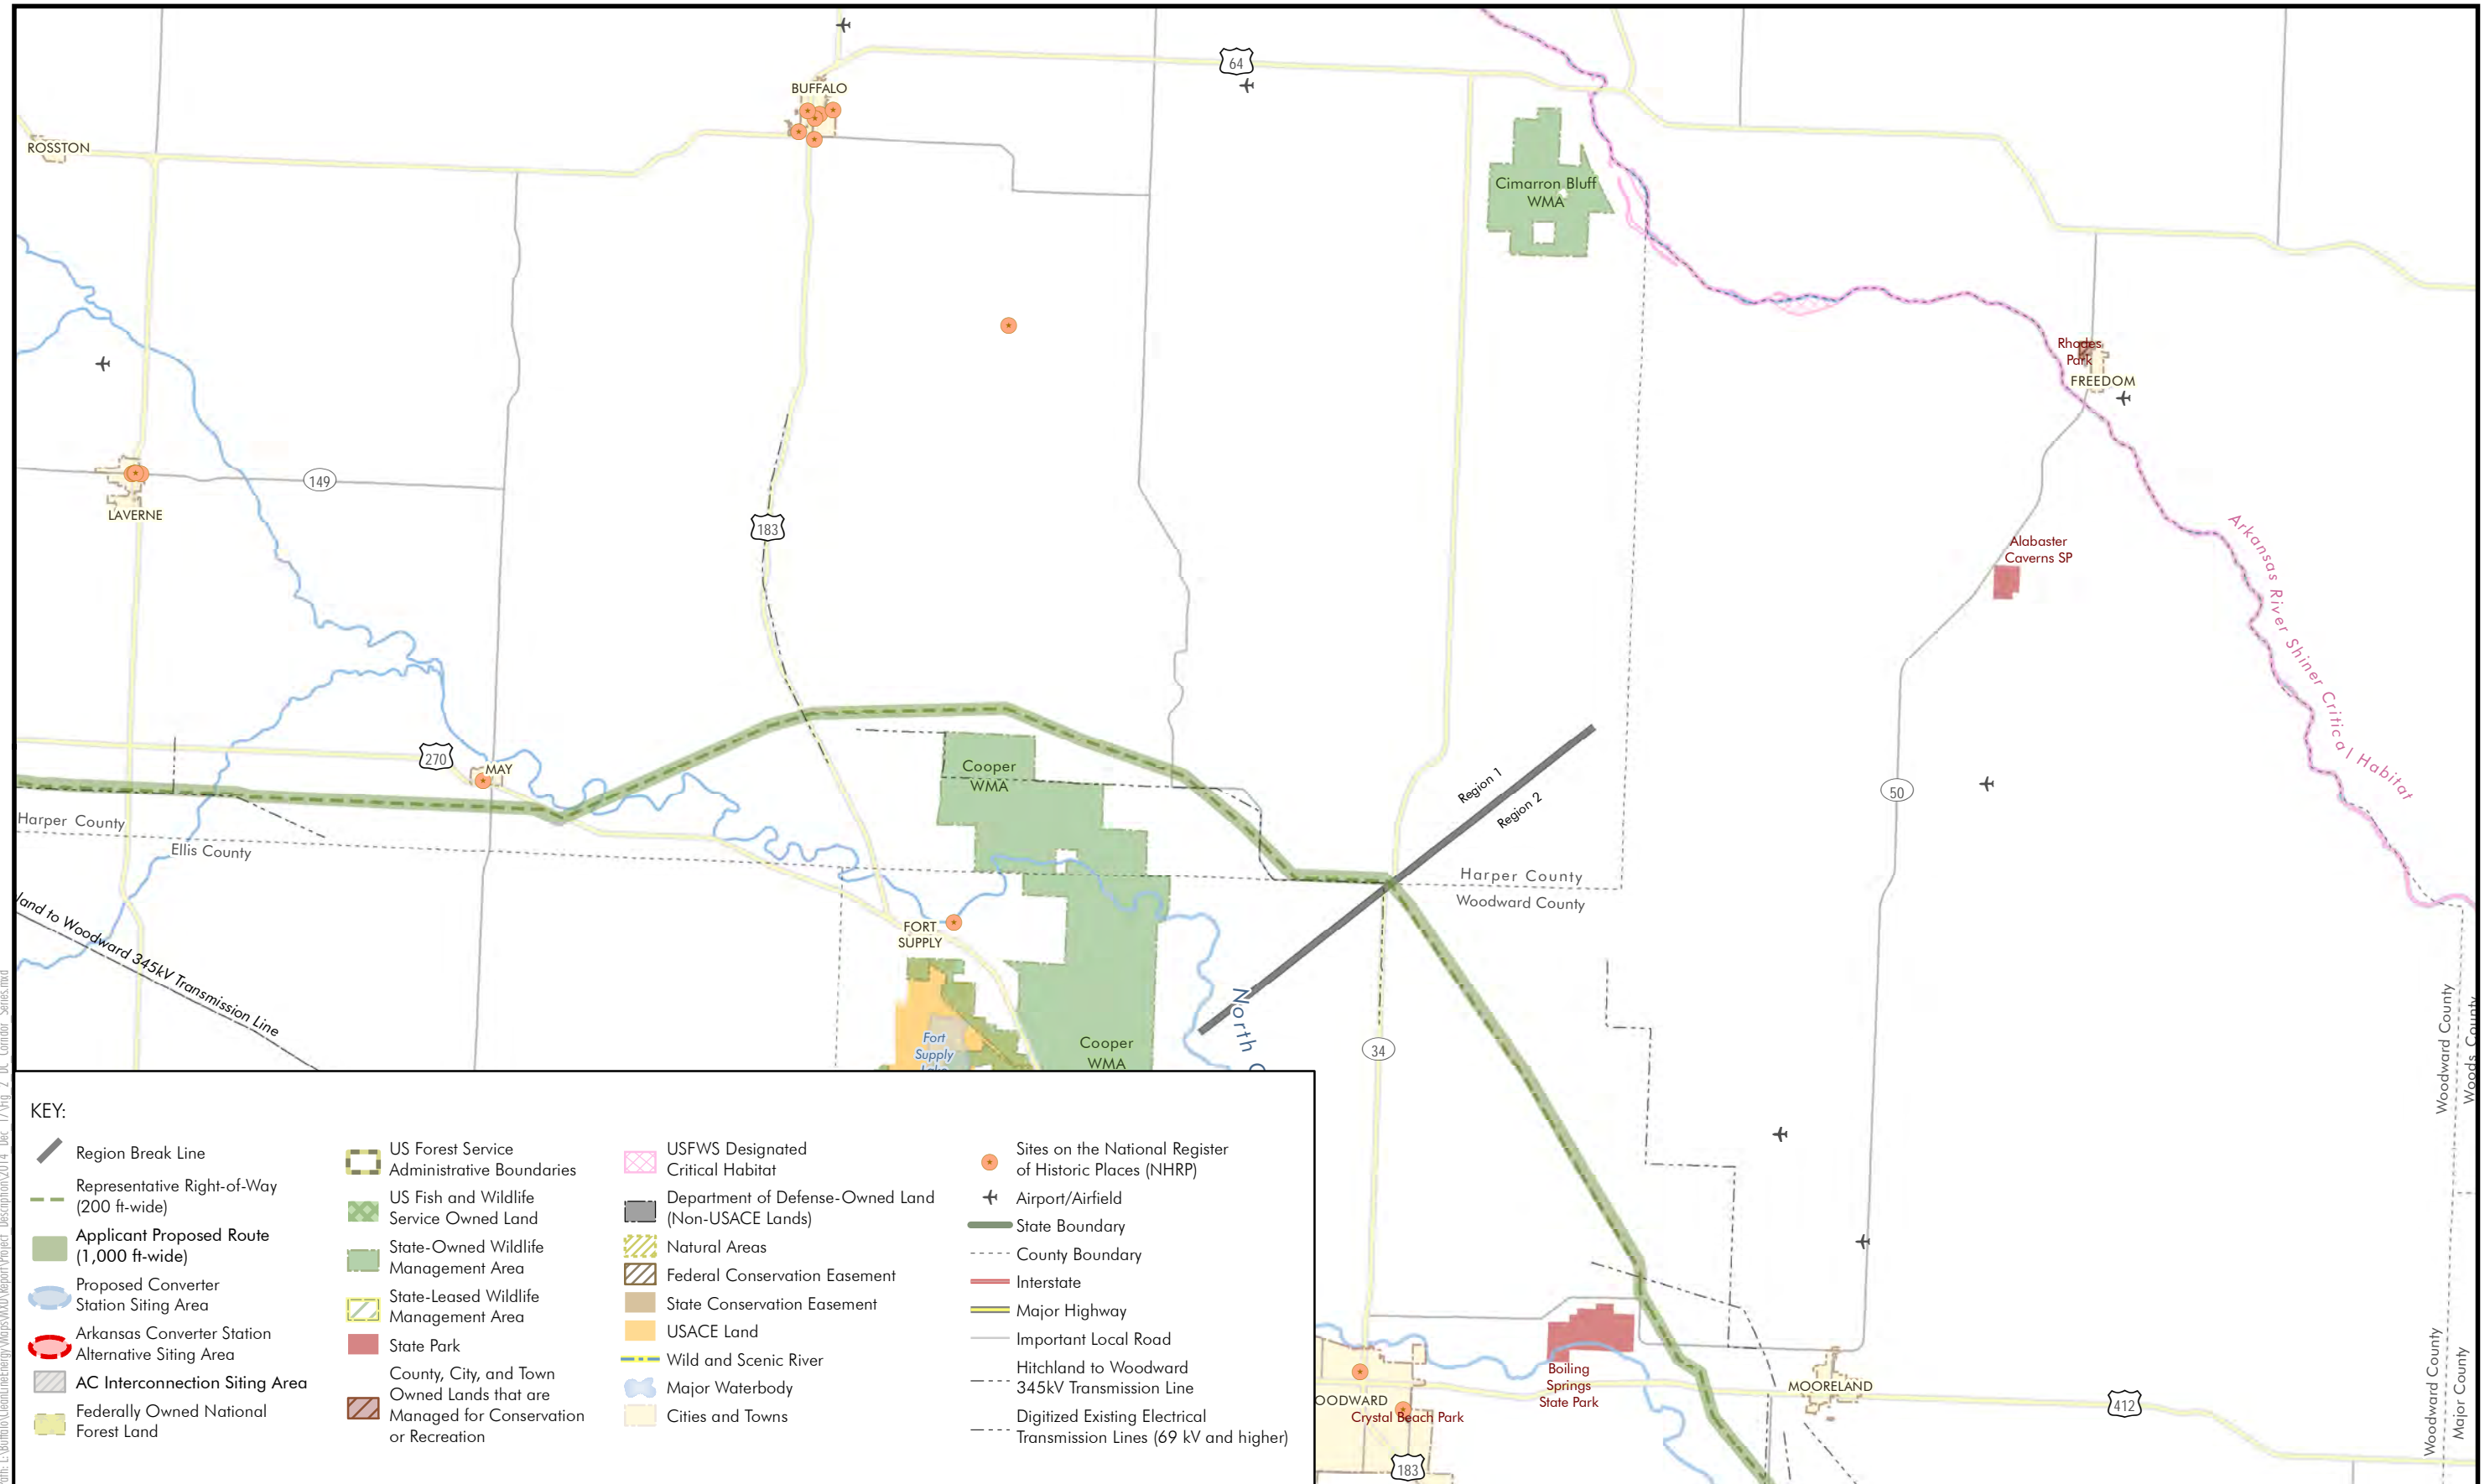 64
BUFFALO
ROSSTON
Cimarron Bluff
WMA
Rhodes
Park
FREEDOM
149
LAVERNE
183
Arkansas River Shiner Critical Habitat
Alabaster
Caverns SP
270
MAY
Cooper
WMA
Region 1
Region 2
50
Harper County
Ellis County
Harper County
Woodward County
land to Woodward 345kV Transmission Line
FORT
SUPPLY
Fort
Supply
Lake
Cooper
WMA
North C
34
Woodward County
Woods County
KEY:
Region Break Line
Representative Right-of-Way
(200 ft-wide)
Applicant Proposed Route
(1,000 ft-wide)
Proposed Converter
Station Siting Area
Arkansas Converter Station
Alternative Siting Area
AC Interconnection Siting Area
Federally Owned National
Forest Land
US Forest Service
Administrative Boundaries
US Fish and Wildlife
Service Owned Land
State-Owned Wildlife
Management Area
State-Leased Wildlife
Management Area
State Park
County, City, and Town
Owned Lands that are
Managed for Conservation
or Recreation
USFWS Designated
Critical Habitat
Department of Defense-Owned Land
(Non-USACE Lands)
Natural Areas
Federal Conservation Easement
State Conservation Easement
USACE Land
Wild and Scenic River
Major Waterbody
Cities and Towns
Sites on the National Register
of Historic Places (NHRP)
Airport/Airfield
State Boundary
County Boundary
Interstate
Major Highway
Important Local Road
Hitchland to Woodward
345kV Transmission Line
Digitized Existing Electrical
Transmission Lines (69 kV and higher)
Boiling
Springs
State Park
OODWARD
Crystal Beach Park
MOORELAND
412
183
Woodward County
Major County